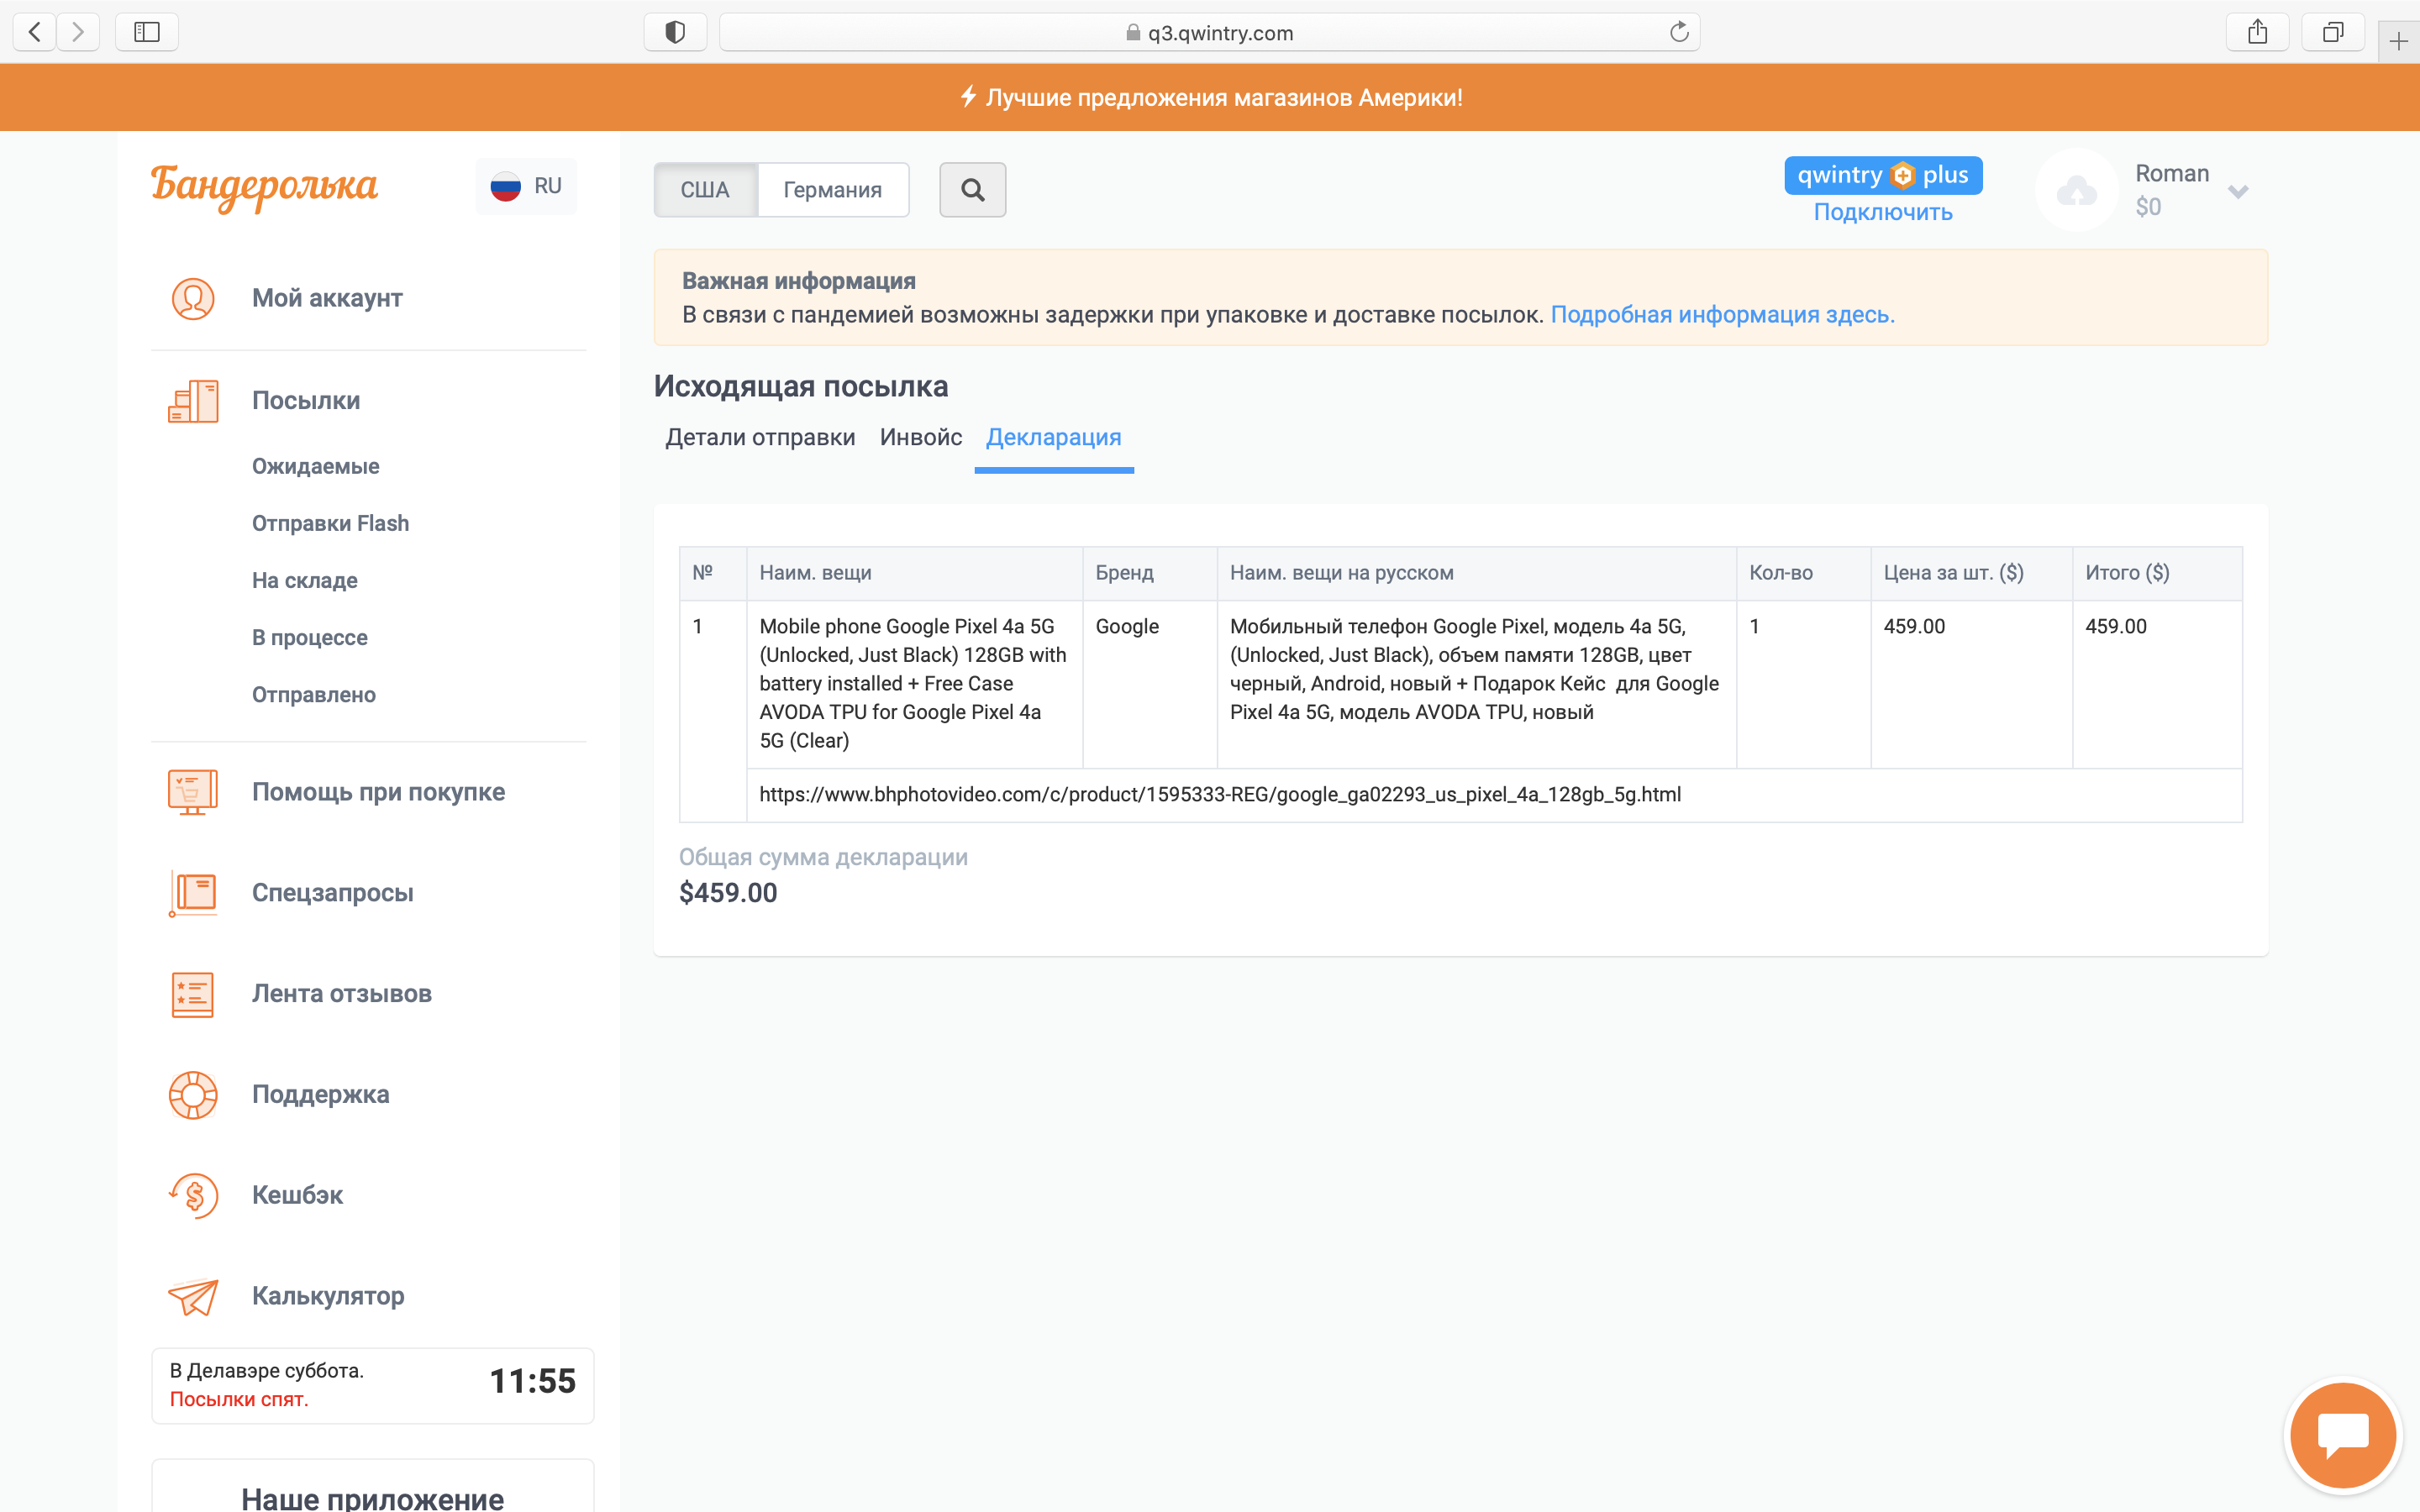 q3.qwintry.com
Лучшие предложения магазинов Америки!
Бандеролька
RU
США
Германия
qwintry plus
Подключить
Roman
$0
Мой аккаунт
Посылки
Ожидаемые
Отправки Flash
На складе
В процессе
Отправлено
Помощь при покупке
Спецзапросы
Лента отзывов
Поддержка
Кешбэк
Калькулятор
В Делавэре суббота.
Посылки спят.
11:55
Наше приложение
Важная информация
В связи с пандемией возможны задержки при упаковке и доставке посылок. Подробная информация здесь.
Исходящая посылка
Детали отправки Инвойс Декларация
№ Наим. вещи Бренд Наим. вещи на русском Кол-во Цена за шт. ($) Итого ($)
1 Mobile phone Google Pixel 4a 5G Google Мобильный телефон Google Pixel, модель 4a 5G, 1 459.00 459.00
(Unlocked, Just Black) 128GB with (Unlocked, Just Black), объем памяти 128GB, цвет
battery installed + Free Case черный, Android, новый + Подарок Кейс для Google
AVODA TPU for Google Pixel 4a Pixel 4a 5G, модель AVODA TPU, новый
5G (Clear)
https://www.bhphotovideo.com/c/product/1595333-REG/google_ga02293_us_pixel_4a_128gb_5g.html
Общая сумма декларации
$459.00